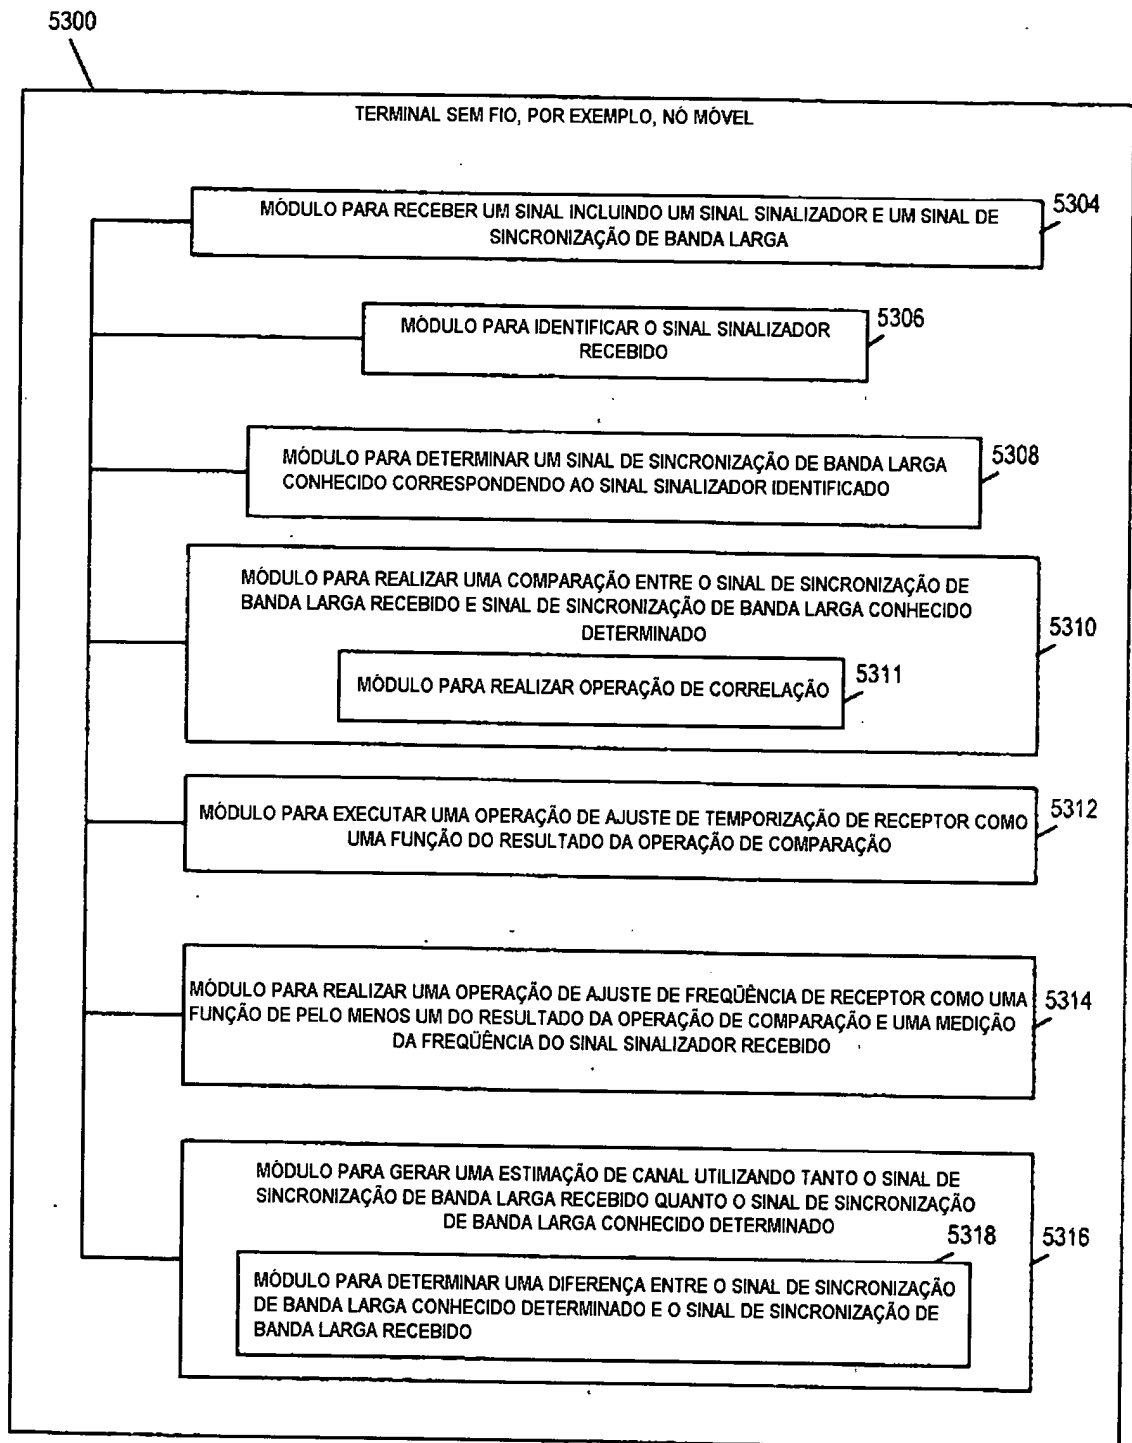 5300
TERMINAL SEM FIO, POR EXEMPLO, NÓ MÓVEL
MÓDULO PARA RECEBER UM SINAL INCLUINDO UM SINAL SINALIZADOR E UM SINAL DE
SINCRONIZAÇÃO DE BANDA LARGA
5304
MÓDULO PARA IDENTIFICAR O SINAL SINALIZADOR
RECEBIDO
5306
MÓDULO PARA DETERMINAR UM SINAL DE SINCRONIZAÇÃO DE BANDA LARGA
CONHECIDO CORRESPONDENDO AO SINAL SINALIZADOR IDENTIFICADO
5308
MÓDULO PARA REALIZAR UMA COMPARAÇÃO ENTRE O SINAL DE SINCRONIZAÇÃO DE
BANDA LARGA RECEBIDO E SINAL DE SINCRONIZAÇÃO DE BANDA LARGA CONHECIDO
DETERMINADO
5310
MÓDULO PARA REALIZAR OPERAÇÃO DE CORRELAÇÃO
5311
MÓDULO PARA EXECUTAR UMA OPERAÇÃO DE AJUSTE DE TEMPORIZAÇÃO DE RECEPTOR COMO
UMA FUNÇÃO DO RESULTADO DA OPERAÇÃO DE COMPARAÇÃO
5312
MÓDULO PARA REALIZAR UMA OPERAÇÃO DE AJUSTE DE FREQÜÊNCIA DE RECEPTOR COMO UMA
FUNÇÃO DE PELO MENOS UM DO RESULTADO DA OPERAÇÃO DE COMPARAÇÃO E UMA MEDIÇÃO
DA FREQÜÊNCIA DO SINAL SINALIZADOR RECEBIDO
5314
MÓDULO PARA GERAR UMA ESTIMAÇÃO DE CANAL UTILIZANDO TANTO O SINAL DE
SINCRONIZAÇÃO DE BANDA LARGA RECEBIDO QUANTO O SINAL DE SINCRONIZAÇÃO
DE BANDA LARGA CONHECIDO DETERMINADO
5316
5318
MÓDULO PARA DETERMINAR UMA DIFERENÇA ENTRE O SINAL DE SINCRONIZAÇÃO
DE BANDA LARGA CONHECIDO DETERMINADO E O SINAL DE SINCRONIZAÇÃO DE
BANDA LARGA RECEBIDO